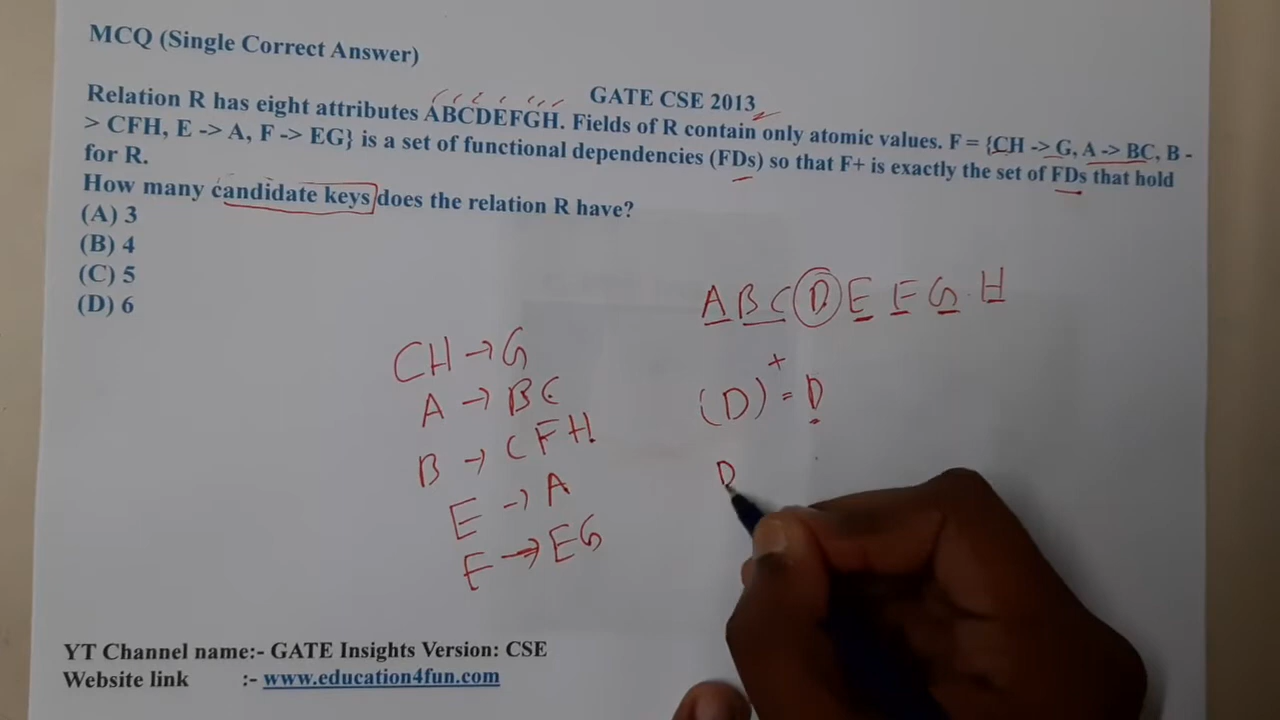 MCQ (Single Correct Answer)
GATE CSE 2013
Relation R has eight attributes ABCDEFGH. Fields of R contain only atomic values. F = {CH -> G, A -> BC, B -
> CFH, E -> A, F -> EG} is a set of functional dependencies (FDs) so that F+ is exactly the set of FDs that hold
for R.
How many candidate keys does the relation R have?
(A) 3
(B) 4
(C) 5
(D) 6
A B C D E F G H
CH → G
A → BC
B → CFH
E → A
F → EG
(D)+ = D
D
YT Channel name:- GATE Insights Version: CSE
Website link :- www.education4fun.com